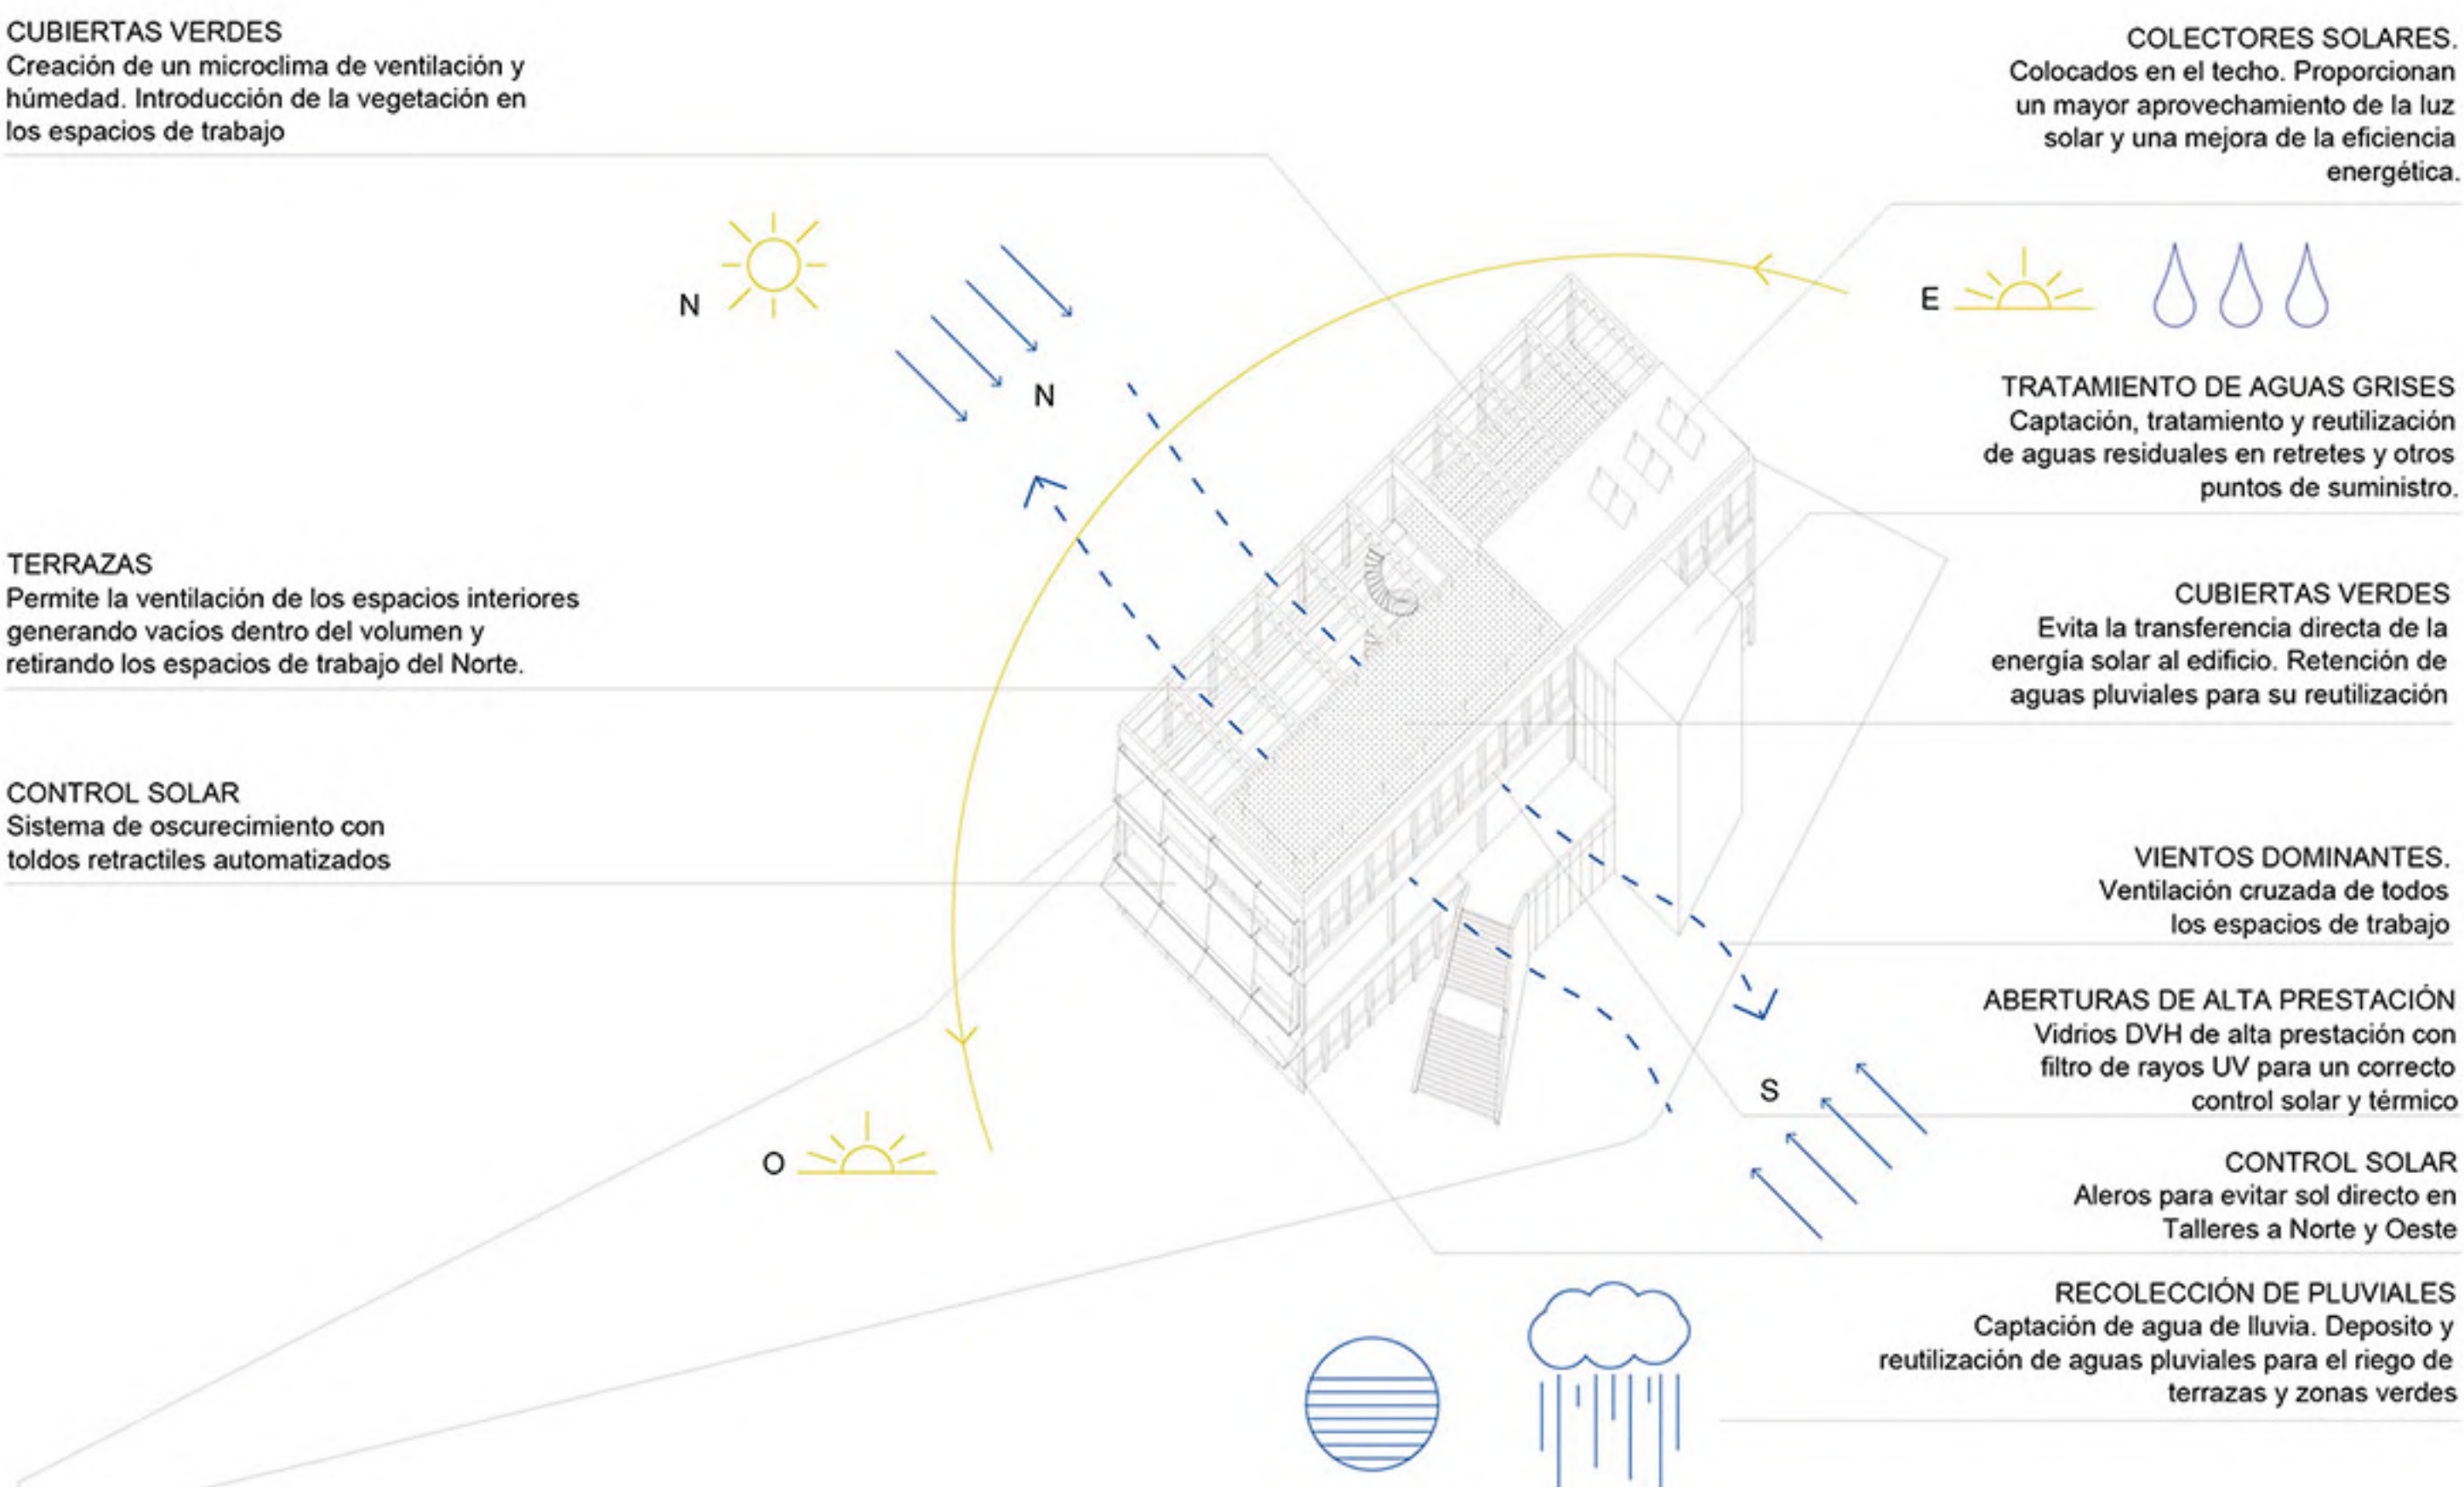 CUBIERTAS VERDES
Creación de un microclima de ventilación y
húmedad. Introducción de la vegetación en
los espacios de trabajo
COLECTORES SOLARES.
Colocados en el techo. Proporcionan
un mayor aprovechamiento de la luz
solar y una mejora de la eficiencia
energética.
N
E
N
TRATAMIENTO DE AGUAS GRISES
Captación, tratamiento y reutilización
de aguas residuales en retretes y otros
puntos de suministro.
TERRAZAS
Permite la ventilación de los espacios interiores
generando vacíos dentro del volumen y
retirando los espacios de trabajo del Norte.
CUBIERTAS VERDES
Evita la transferencia directa de la
energía solar al edificio. Retención de
aguas pluviales para su reutilización
CONTROL SOLAR
Sistema de oscurecimiento con
toldos retractiles automatizados
VIENTOS DOMINANTES.
Ventilación cruzada de todos
los espacios de trabajo
ABERTURAS DE ALTA PRESTACIÓN
Vidrios DVH de alta prestación con
filtro de rayos UV para un correcto
control solar y térmico
S
O
CONTROL SOLAR
Aleros para evitar sol directo en
Talleres a Norte y Oeste
RECOLECCIÓN DE PLUVIALES
Captación de agua de lluvia. Deposito y
reutilización de aguas pluviales para el riego de
terrazas y zonas verdes